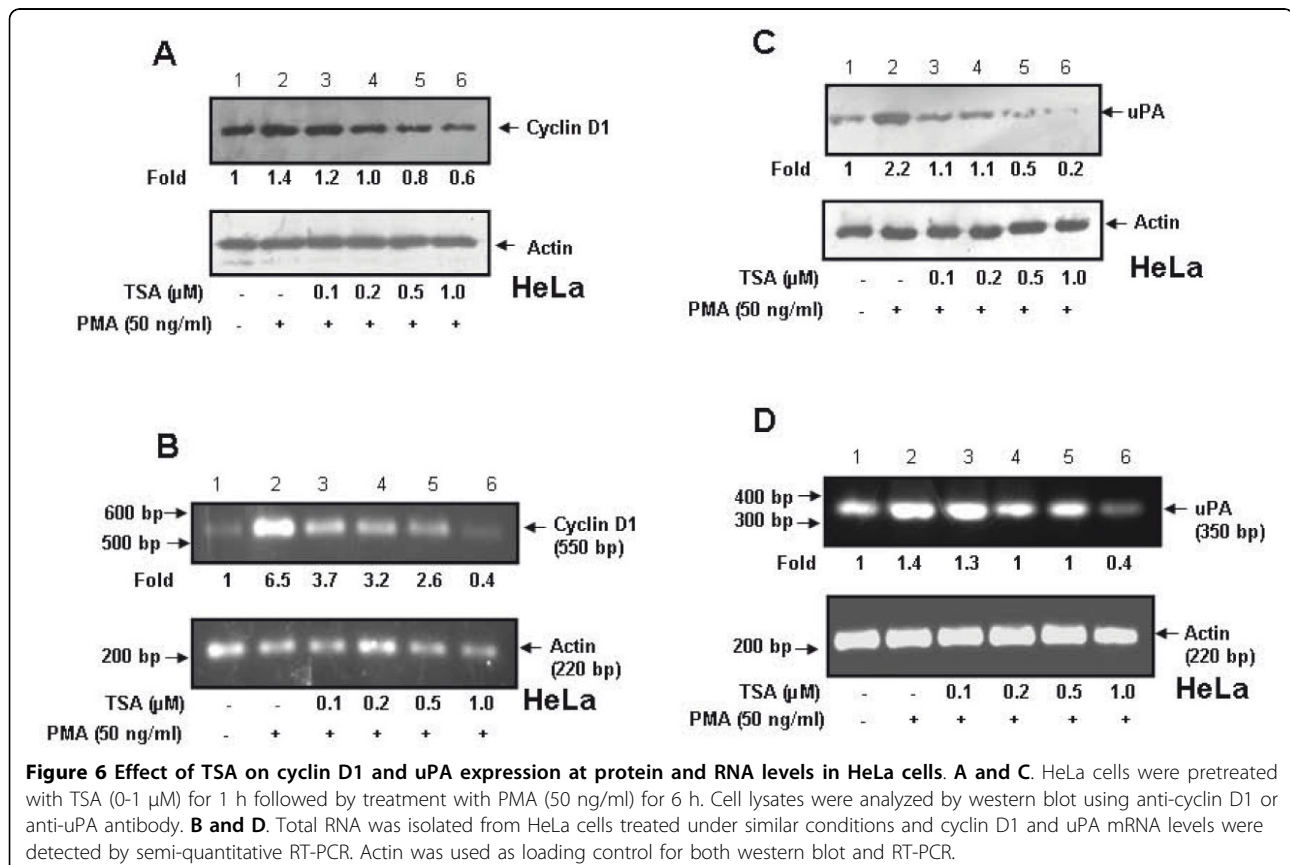 A
1 2 3 4 5 6
← Cyclin D1
Fold 1 1.4 1.2 1.0 0.8 0.6
← Actin
TSA (µM) - - 0.1 0.2 0.5 1.0 HeLa
PMA (50 ng/ml) - + + + + +
C
1 2 3 4 5 6
← uPA
Fold 1 2.2 1.1 1.1 0.5 0.2
← Actin
HeLa
TSA (µM) - - 0.1 0.2 0.5 1.0
PMA (50 ng/ml) - + + + + +
B
1 2 3 4 5 6
600 bp →
500 bp →
← Cyclin D1
(550 bp)
Fold 1 6.5 3.7 3.2 2.6 0.4
200 bp →
← Actin
(220 bp)
TSA (µM) - - 0.1 0.2 0.5 1.0 HeLa
PMA (50 ng/ml) - + + + + +
D
1 2 3 4 5 6
400 bp →
300 bp →
← uPA
(350 bp)
Fold 1 1.4 1.3 1 1 0.4
200 bp →
← Actin
(220 bp)
TSA (µM) - - 0.1 0.2 0.5 1.0 HeLa
PMA (50 ng/ml) - + + + + +
Figure 6 Effect of TSA on cyclin D1 and uPA expression at protein and RNA levels in HeLa cells. A and C. HeLa cells were pretreated
with TSA (0-1 µM) for 1 h followed by treatment with PMA (50 ng/ml) for 6 h. Cell lysates were analyzed by western blot using anti-cyclin D1 or
anti-uPA antibody. B and D. Total RNA was isolated from HeLa cells treated under similar conditions and cyclin D1 and uPA mRNA levels were
detected by semi-quantitative RT-PCR. Actin was used as loading control for both western blot and RT-PCR.